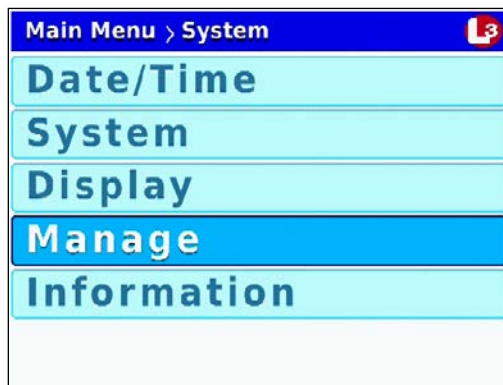 Main Menu > System
L3
Date/Time
System
Display
Manage
Information